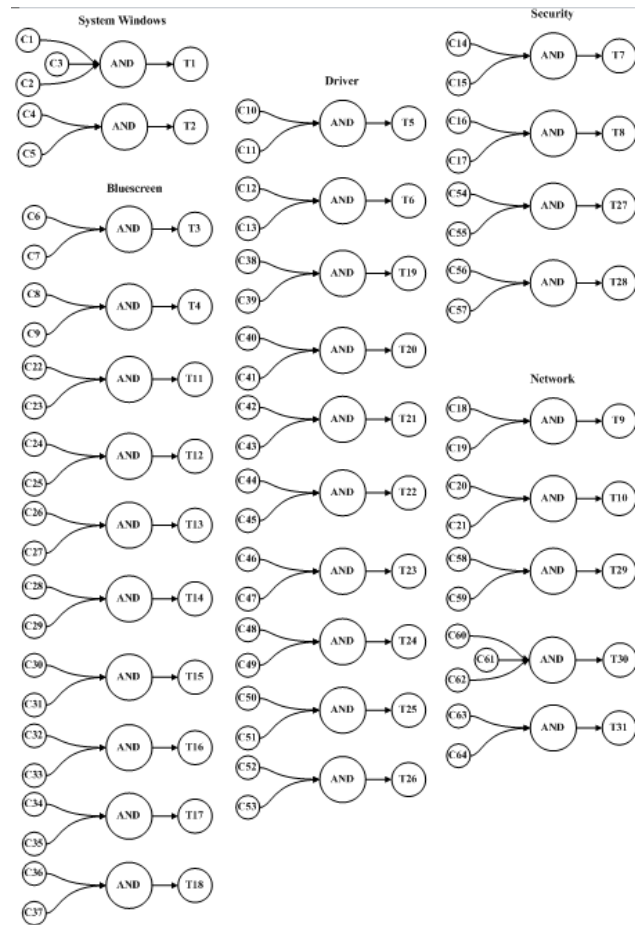 System Windows
C1
C3 AND T1
C2
C4
AND T2
C5
Bluescreen
C6
AND T3
C7
C8
AND T4
C9
C22
AND T11
C23
C24
AND T12
C25
C26
AND T13
C27
C28
AND T14
C29
C30
AND T15
C31
C32
AND T16
C33
C34
AND T17
C35
C36
AND T18
C37
Driver
C10
AND T5
C11
C12
AND T6
C13
C38
AND T19
C39
C40
AND T20
C41
C42
AND T21
C43
C44
AND T22
C45
C46
AND T23
C47
C48
AND T24
C49
C50
AND T25
C51
C52
AND T26
C53
Security
C14
AND T7
C15
C16
AND T8
C17
C54
AND T27
C55
C56
AND T28
C57
Network
C18
AND T9
C19
C20
AND T10
C21
C58
AND T29
C59
C60
C61 AND T30
C62
C63
AND T31
C64